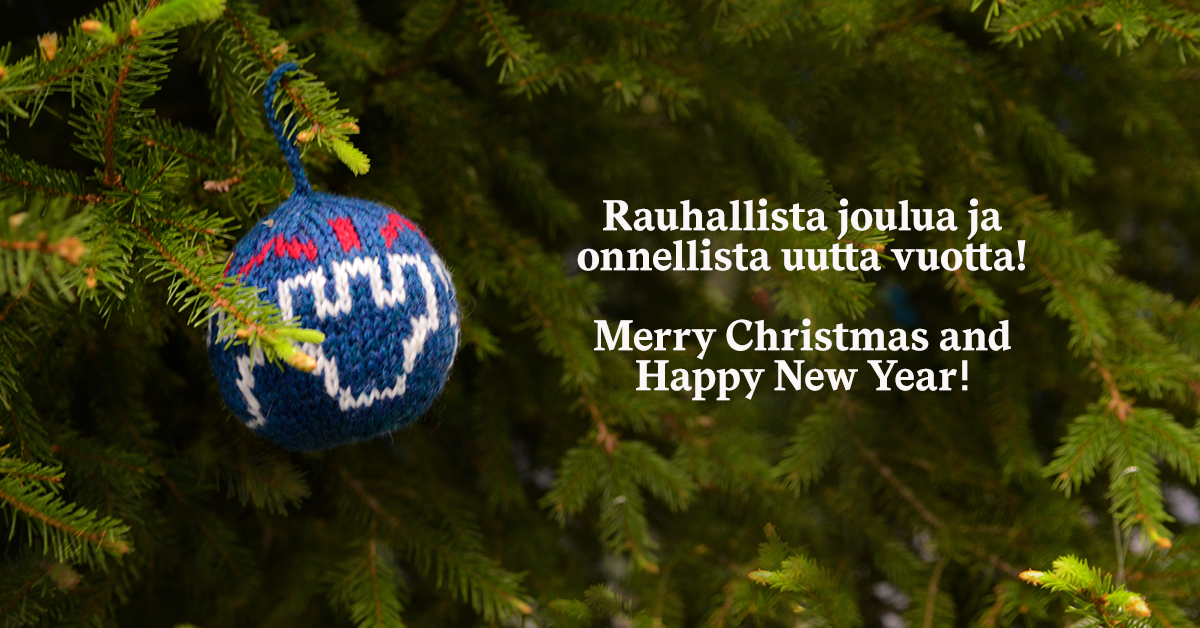 Rauhallista joulua ja
onnellista uutta vuotta!
Merry Christmas and
Happy New Year!